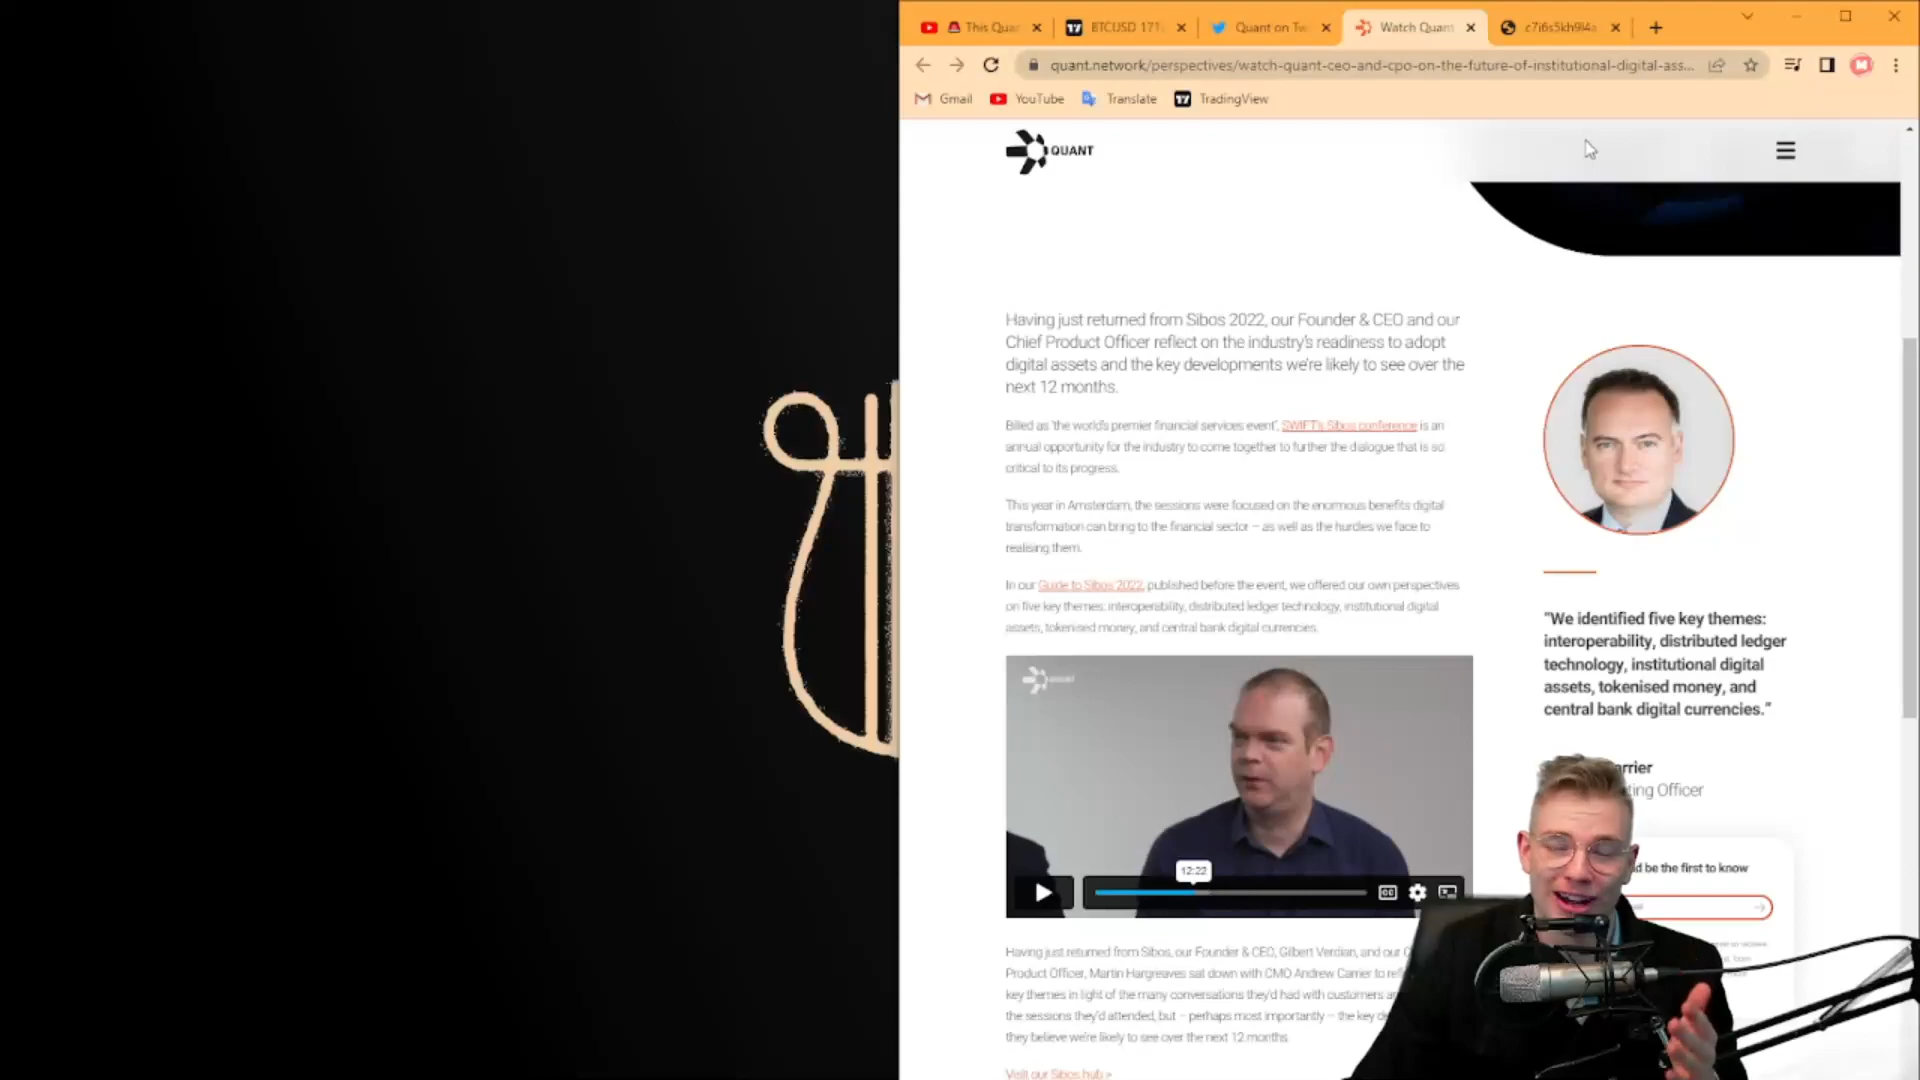 This Quan
BTCUSD 171
Quant on Tw
Watch Quant
c7i6s5kh9l4a
quant.network/perspectives/watch-quant-ceo-and-cpo-on-the-future-of-institutional-digital-ass...
Gmail
YouTube
Translate
TradingView
QUANT
Having just returned from Sibos 2022, our Founder & CEO and our
Chief Product Officer reflect on the industry's readiness to adopt
digital assets and the key developments we're likely to see over the
next 12 months.
Billed as 'the world's premier financial services event', SWIFT's Sibos conference is an
annual opportunity for the industry to come together to further the dialogue that is so
critical to its progress.
This year in Amsterdam, the sessions were focused on the enormous benefits digital
transformation can bring to the financial sector – as well as the hurdles we face to
realising them.
In our Guide to Sibos 2022, published before the event, we offered our own perspectives
on five key themes: interoperability, distributed ledger technology, institutional digital
assets, tokenised money, and central bank digital currencies.
"We identified five key themes:
interoperability, distributed ledger
technology, institutional digital
assets, tokenised money, and
central bank digital currencies."
arrier
ting Officer
12:22
CC
d be the first to know
Having just returned from Sibos, our Founder & CEO, Gilbert Verdian, and our C
Product Officer, Martin Hargreaves sat down with CMO Andrew Carrier to refl
key themes in light of the many conversations they'd had with customers a
the sessions they'd attended, but – perhaps most importantly – the key de
they believe we're likely to see over the next 12 months.
Visit our Sibos hub >